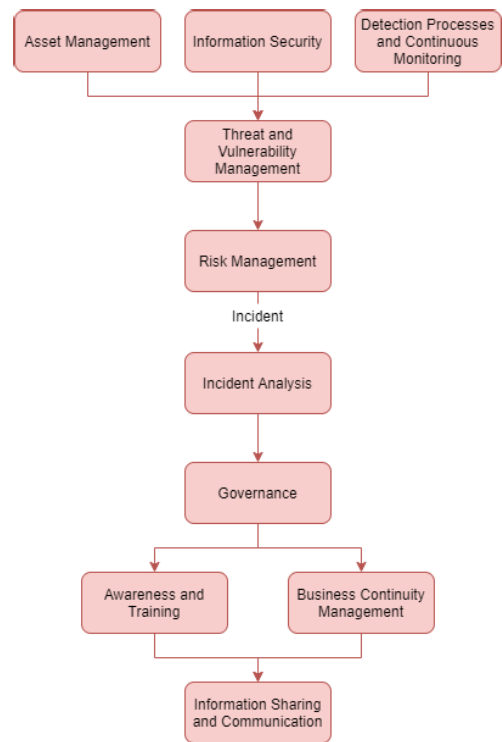 Asset Management
Information Security
Detection Processes
and Continuous
Monitoring
Threat and
Vulnerability
Management
Risk Management
Incident
Incident Analysis
Governance
Awareness and
Training
Business Continuity
Management
Information Sharing
and Communication